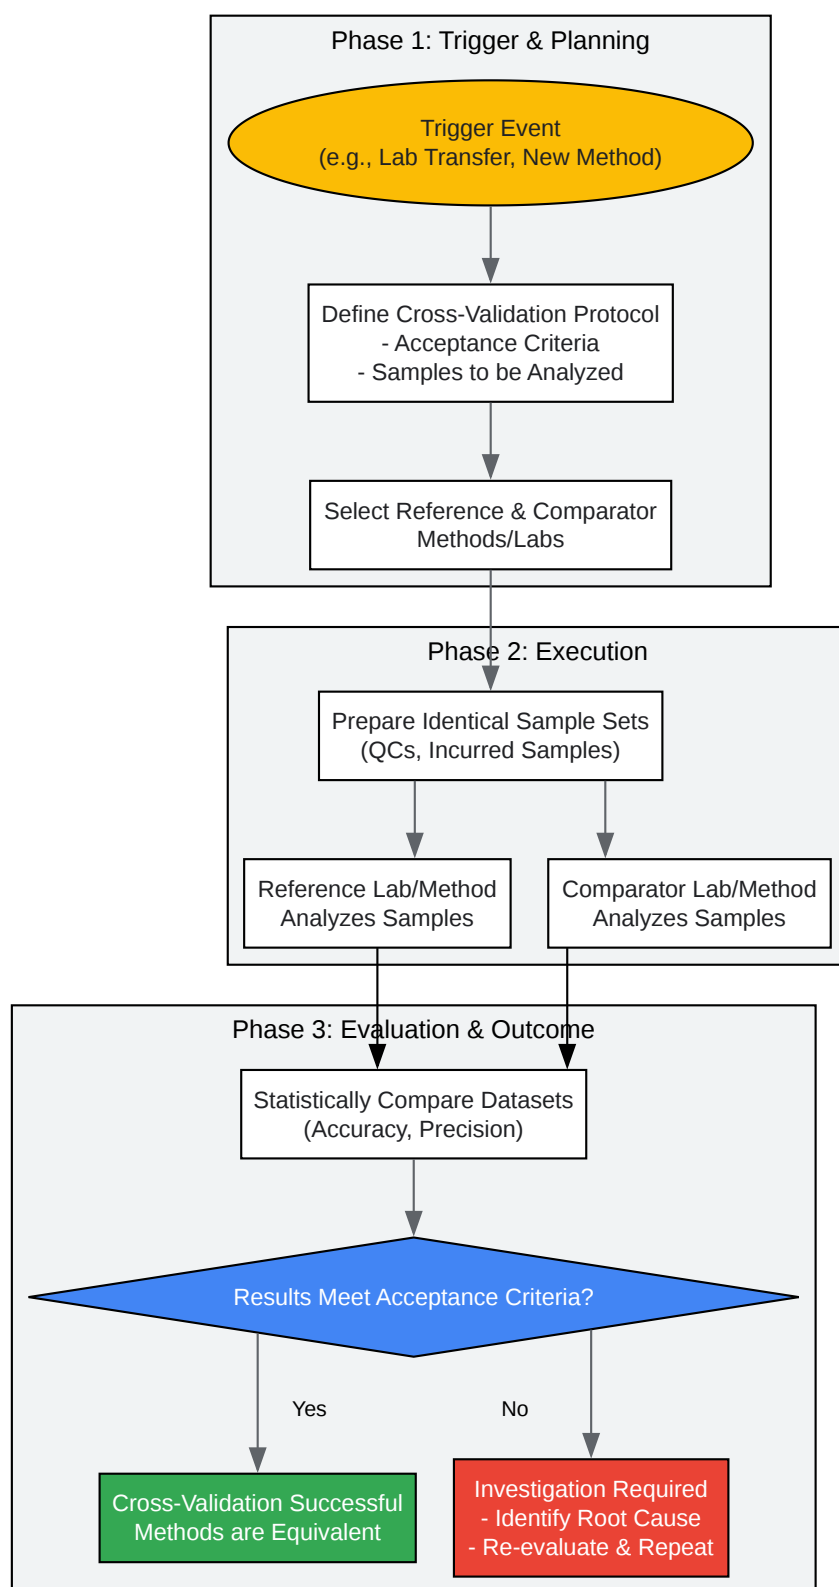 Phase 1: Trigger & Planning
Trigger Event
(e.g., Lab Transfer, New Method)
Define Cross-Validation Protocol
- Acceptance Criteria
- Samples to be Analyzed
Select Reference & Comparator
Methods/Labs
Phase 2: Execution
Prepare Identical Sample Sets
(QCs, Incurred Samples)
Reference Lab/Method
Analyzes Samples
Comparator Lab/Method
Analyzes Samples
Phase 3: Evaluation & Outcome
Statistically Compare Datasets
(Accuracy, Precision)
Results Meet Acceptance Criteria?
Yes
No
Cross-Validation Successful
Methods are Equivalent
Investigation Required
- Identify Root Cause
- Re-evaluate & Repeat